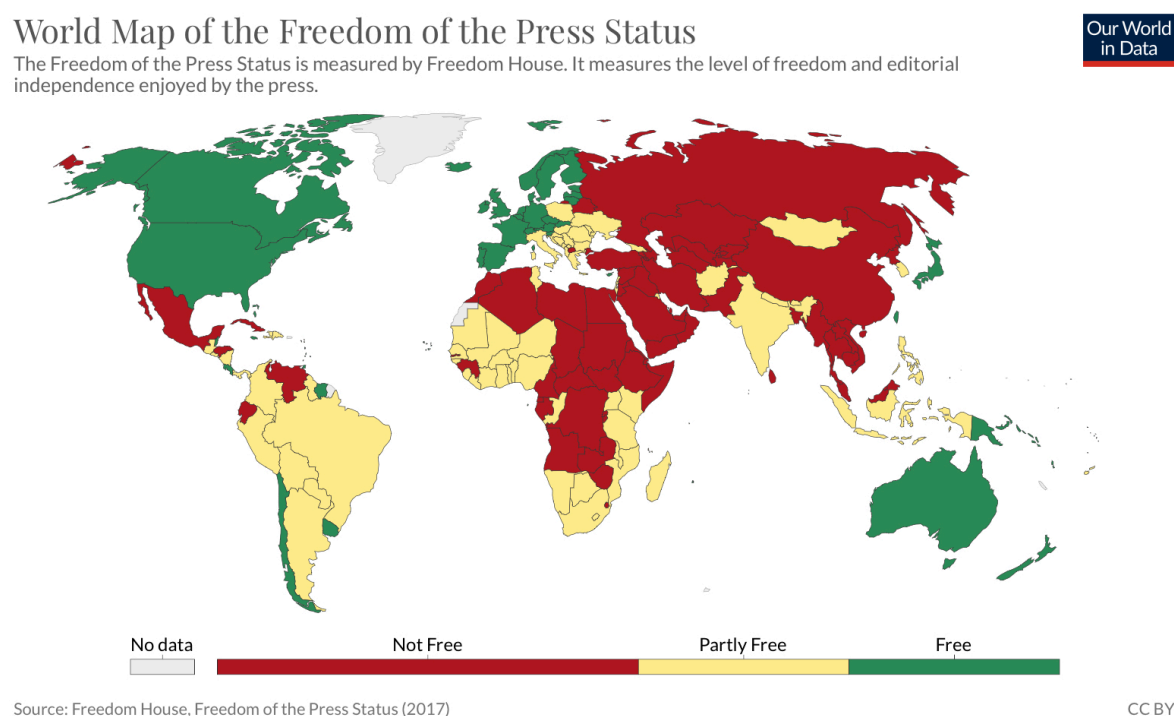 World Map of the Freedom of the Press Status
Our World
in Data
The Freedom of the Press Status is measured by Freedom House. It measures the level of freedom and editorial
independence enjoyed by the press.
No data
Not Free
Partly Free
Free
Source: Freedom House, Freedom of the Press Status (2017)
CC BY